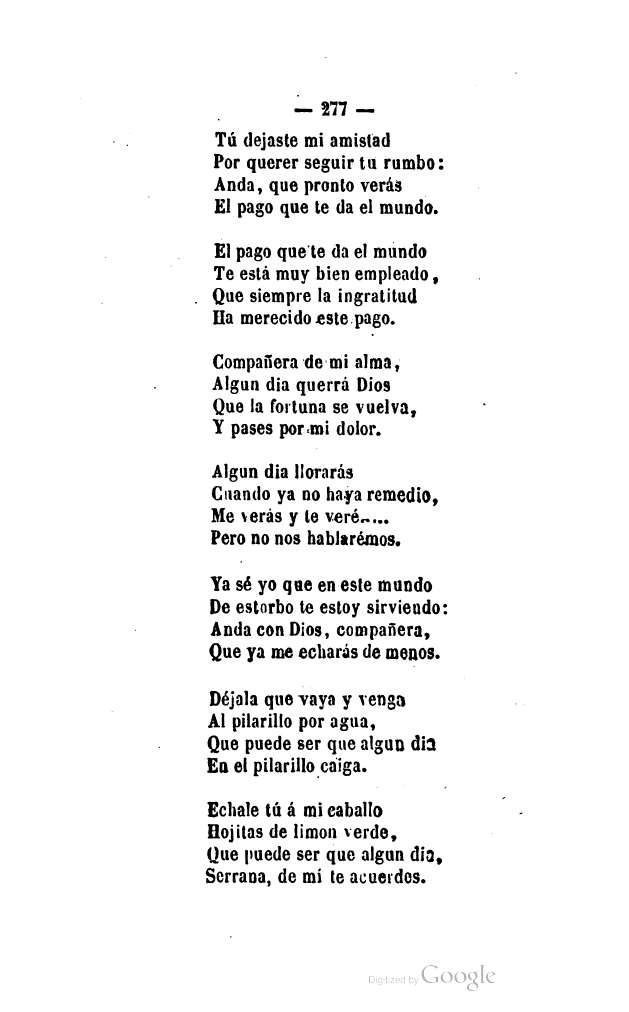 — 277 —
Tú dejaste mi amistad
Por querer seguir tu rumbo:
Anda, que pronto verás
El pago que te da el mundo.
El pago que te da el mundo
Te está muy bien empleado,
Que siempre la ingratitud
Ha merecido este pago.
Compañera de mi alma,
Algun dia querrá Dios
Que la fortuna se vuelva,
Y pases por mi dolor.
Algun dia llorarás
Cuando ya no haya remedio,
Me verás y te veré.....
Pero no nos hablarémos.
Ya sé yo que en este mundo
De estorbo te estoy sirviendo:
Anda con Dios, compañera,
Que ya me echarás de menos.
Déjala que vaya y venga
Al pilarillo por agua,
Que puede ser que algun dia
En el pilarillo caiga.
Echale tú á mi caballo
Hojitas de limon verde,
Que puede ser que algun dia,
Serrana, de mí te acuerdes.
Digitized by Google